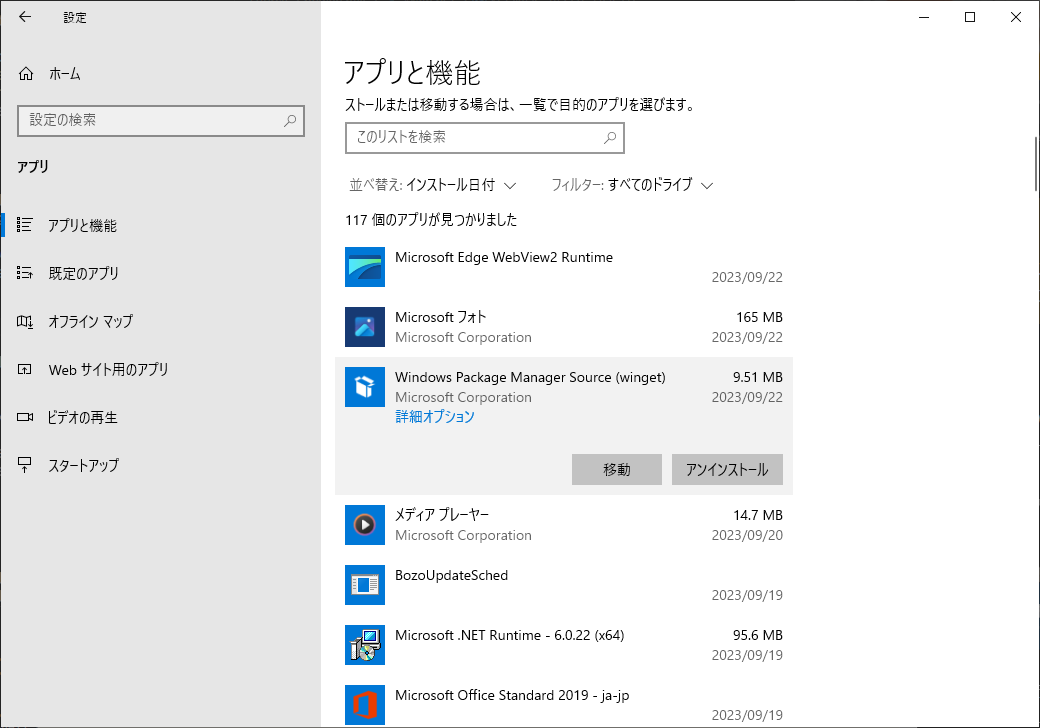 設定
ホーム
設定の検索
アプリ
アプリと機能
既定のアプリ
オフライン マップ
Web サイト用のアプリ
ビデオの再生
スタートアップ
アプリと機能
ストールまたは移動する場合は、一覧で目的のアプリを選びます。
このリストを検索
並べ替え: インストール日付 フィルター: すべてのドライブ
117 個のアプリが見つかりました
Microsoft Edge WebView2 Runtime
2023/09/22
Microsoft フォト 165 MB
Microsoft Corporation 2023/09/22
Windows Package Manager Source (winget) 9.51 MB
Microsoft Corporation 2023/09/22
詳細オプション
移動 アンインストール
メディア プレーヤー 14.7 MB
Microsoft Corporation 2023/09/20
BozoUpdateSched
2023/09/19
Microsoft .NET Runtime - 6.0.22 (x64) 95.6 MB
2023/09/19
Microsoft Office Standard 2019 - ja-jp
2023/09/19